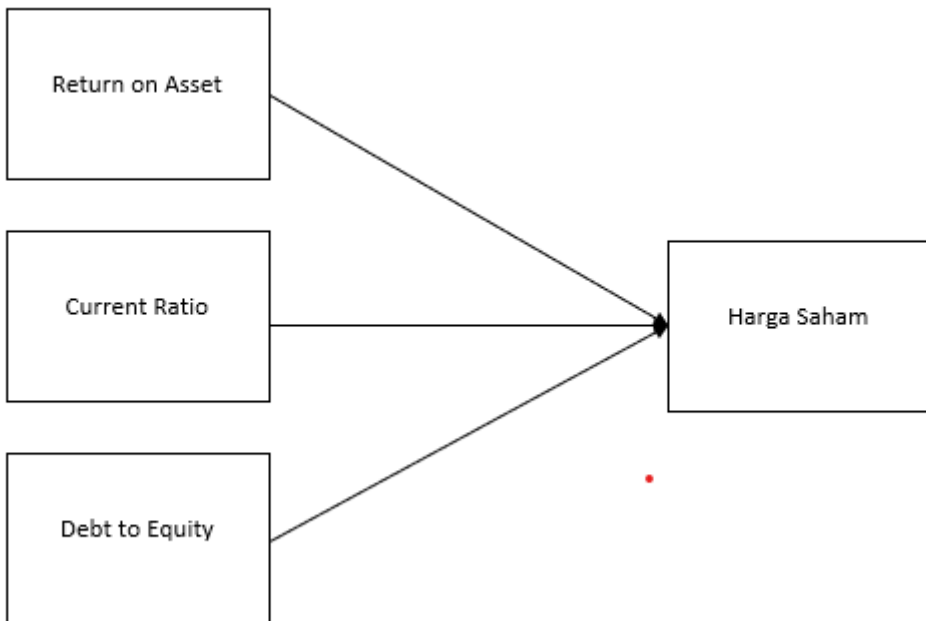 Return on Asset
Current Ratio
Harga Saham
Debt to Equity